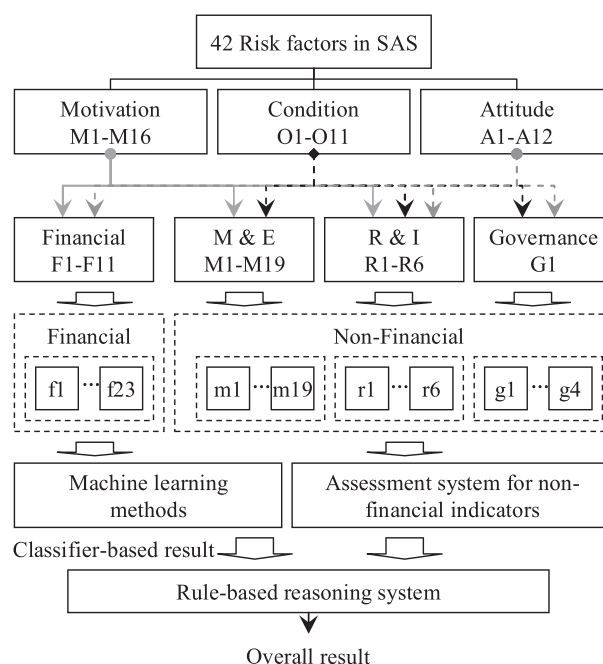 42 Risk factors in SAS
Motivation
M1-M16
Condition
O1-O11
Attitude
A1-A12
Financial
F1-F11
M & E
M1-M19
R & I
R1-R6
Governance
G1
Financial
Non-Financial
f1 ... f23
m1 ... m19
r1 ... r6
g1 ... g4
Machine learning
methods
Assessment system for non-
financial indicators
Classifier-based result
Rule-based reasoning system
Overall result